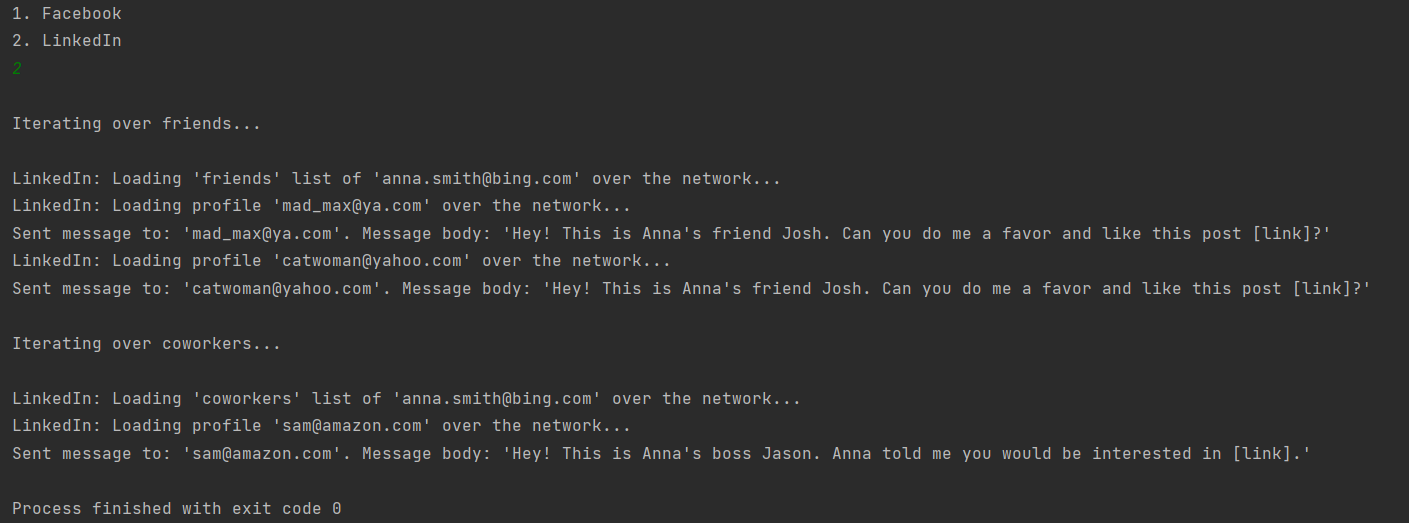 1. Facebook
2. LinkedIn
2
Iterating over friends...
LinkedIn: Loading 'friends' list of 'anna.smith@bing.com' over the network...
LinkedIn: Loading profile 'mad_max@ya.com' over the network...
Sent message to: 'mad_max@ya.com'. Message body: 'Hey! This is Anna's friend Josh. Can you do me a favor and like this post [link]?'
LinkedIn: Loading profile 'catwoman@yahoo.com' over the network...
Sent message to: 'catwoman@yahoo.com'. Message body: 'Hey! This is Anna's friend Josh. Can you do me a favor and like this post [link]?'
Iterating over coworkers...
LinkedIn: Loading 'coworkers' list of 'anna.smith@bing.com' over the network...
LinkedIn: Loading profile 'sam@amazon.com' over the network...
Sent message to: 'sam@amazon.com'. Message body: 'Hey! This is Anna's boss Jason. Anna told me you would be interested in [link].'
Process finished with exit code 0